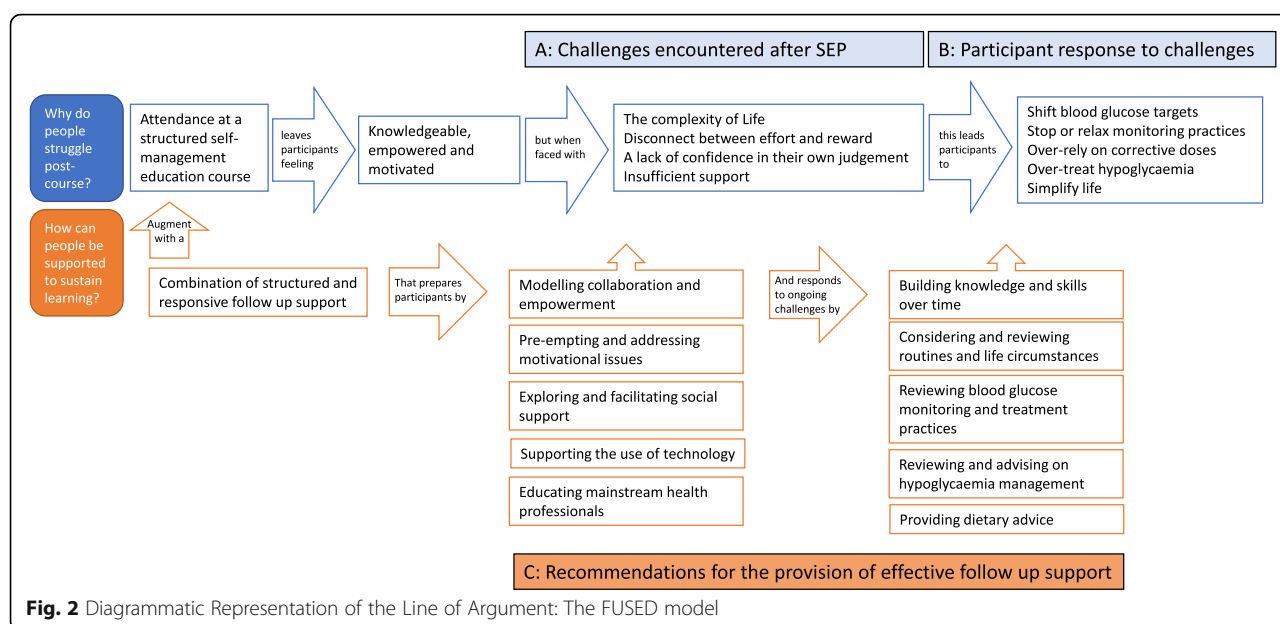 A: Challenges encountered after SEP
B: Participant response to challenges
Why do
people
struggle
post-
course?
Attendance at a
structured self-
management
education course
leaves
participants
feeling
Knowledgeable,
empowered and
motivated
but when
faced with
The complexity of Life
Disconnect between effort and reward
A lack of confidence in their own judgement
Insufficient support
this leads
participants
to
Shift blood glucose targets
Stop or relax monitoring practices
Over-rely on corrective doses
Over-treat hypoglycaemia
Simplify life
How can
people be
supported
to sustain
learning?
Augment
with a
Combination of structured and
responsive follow up support
That prepares
participants by
Modelling collaboration and
empowerment
Pre-empting and addressing
motivational issues
Exploring and facilitating social
support
Supporting the use of technology
Educating mainstream health
professionals
And responds
to ongoing
challenges by
Building knowledge and skills
over time
Considering and reviewing
routines and life circumstances
Reviewing blood glucose
monitoring and treatment
practices
Reviewing and advising on
hypoglycaemia management
Providing dietary advice
C: Recommendations for the provision of effective follow up support
Fig. 2 Diagrammatic Representation of the Line of Argument: The FUSED model